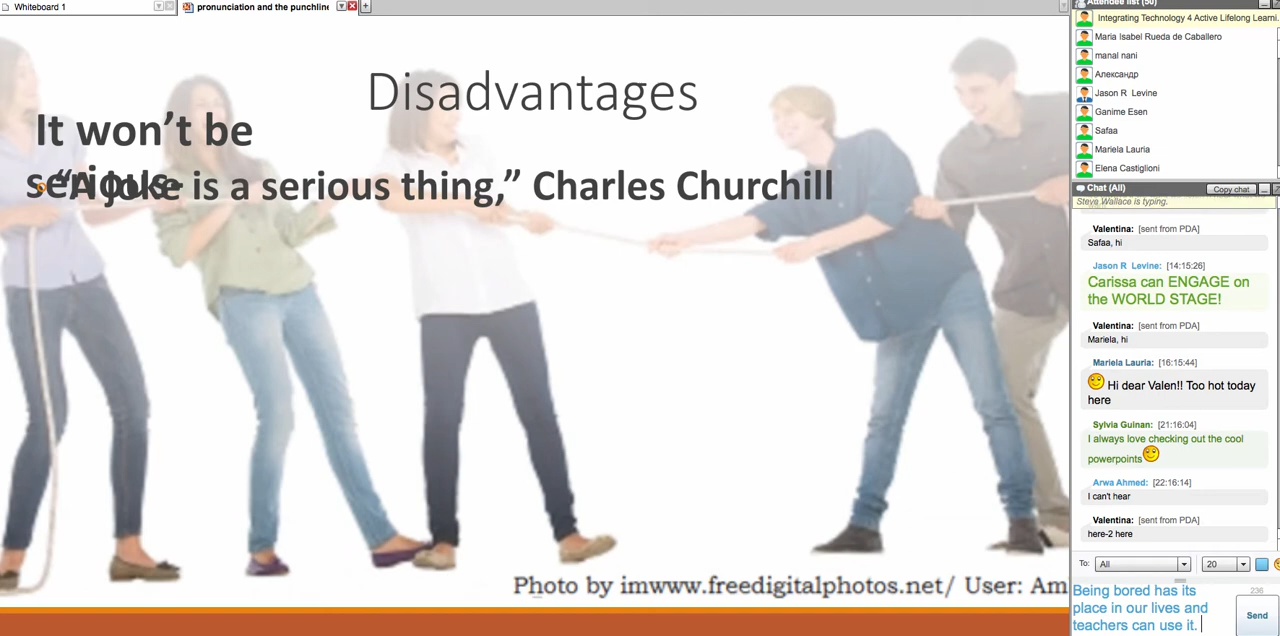 Whiteboard 1
pronunciation and the punchline
Disadvantages
It won't be
serious.
"A joke is a serious thing," Charles Churchill
Photo by imwww.freedigitalphotos.net/ User: Am
Attendee list (50)
Integrating Technology 4 Active Lifelong Learni.
Maria Isabel Rueda de Caballero
manal nani
Александр
Jason R Levine
Ganime Esen
Safaa
Mariela Lauria
Elena Castiglioni
Chat (All)
Copy chat
Steve Wallace is typing.
Valentina: [sent from PDA]
Safaa, hi
Jason R Levine: [14:15:26]
Carissa can ENGAGE on
the WORLD STAGE!
Valentina: [sent from PDA]
Mariela, hi
Mariela Lauria: [16:15:44]
Hi dear Valen!! Too hot today
here
Sylvia Guinan: [21:16:04]
I always love checking out the cool
powerpoints
Arwa Ahmed: [22:16:14]
I can't hear
Valentina: [sent from PDA]
here-2 here
To: All 20
Being bored has its
place in our lives and
teachers can use it.
236
Send